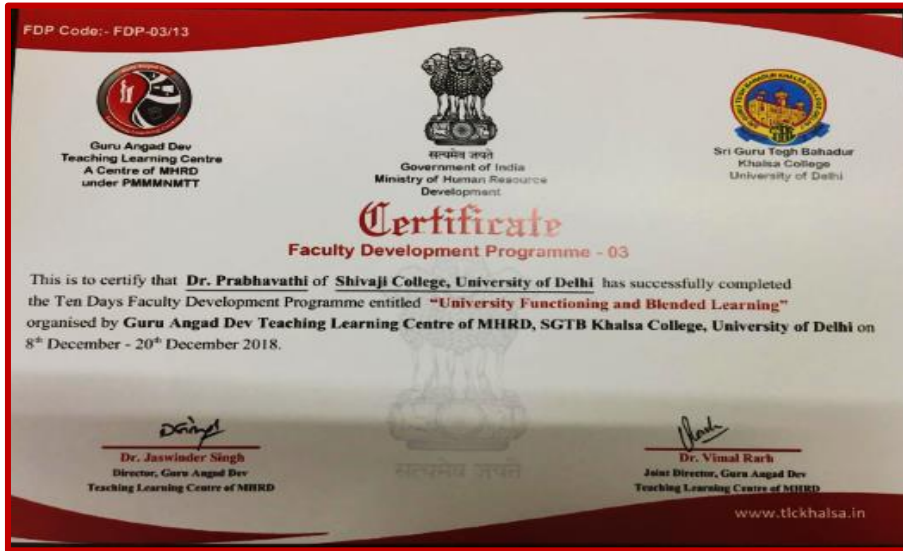 FDP Code:- FDP-03/13
Guru Angad Dev
Teaching Learning Centre
A Centre of MHRD
under PMMMNMTT
सत्यमेव जयते
Government of India
Ministry of Human Resource
Development
Sri Guru Tegh Bahadur
Khalsa College
University of Delhi
Certificate
Faculty Development Programme - 03
This is to certify that Dr. Prabhavathi of Shivaji College, University of Delhi has successfully completed
the Ten Days Faculty Development Programme entitled "University Functioning and Blended Learning"
organised by Guru Angad Dev Teaching Learning Centre of MHRD, SGTB Khalsa College, University of Delhi on
8th December - 20th December 2018.
सत्यमेव जयते
Dr. Jaswinder Singh
Director, Guru Angad Dev
Teaching Learning Centre of MHRD
Dr. Vimal Rarh
Joint Director, Guru Angad Dev
Teaching Learning Centre of MHRD
www.tlckhalsa.in